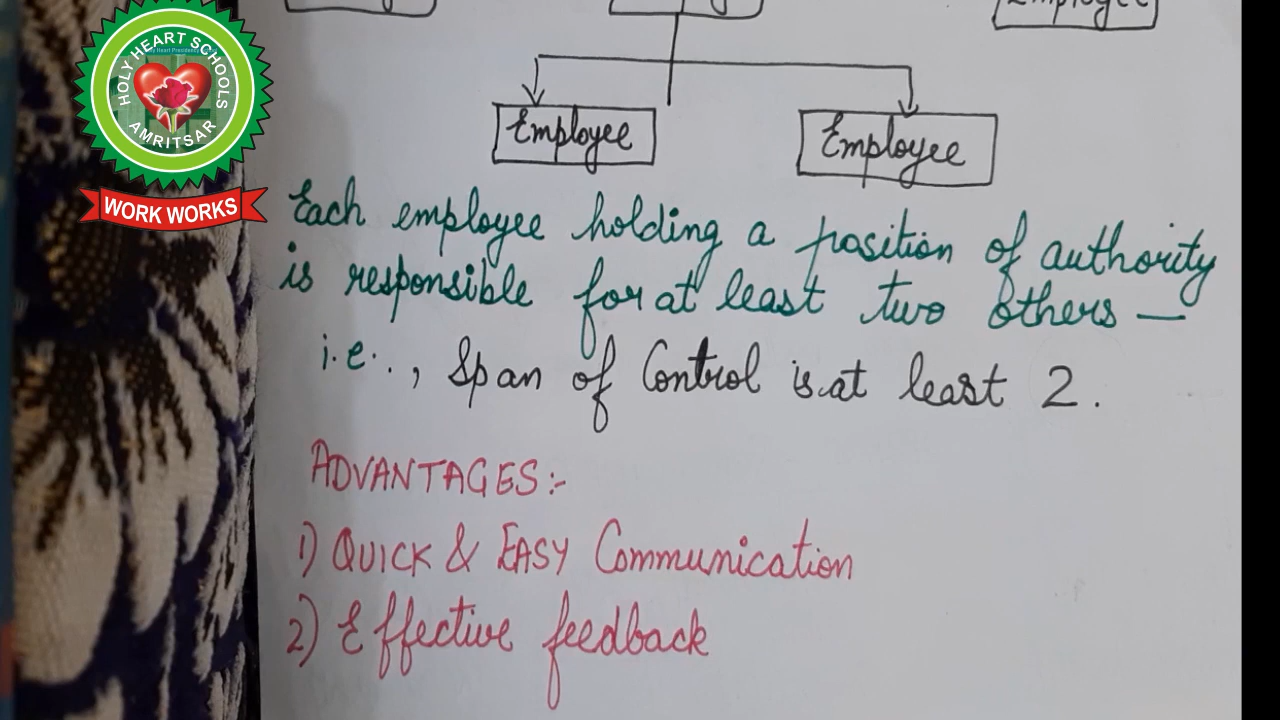 Employee
Employee
Employee
Each employee holding a position of authority
is responsible for at least two others —
i.e., Span of Control is at least 2.
ADVANTAGES:-
1) QUICK & EASY Communication
2) Effective feedback
HOLY HEART SCHOOLS
AMRITSAR
WORK WORKS